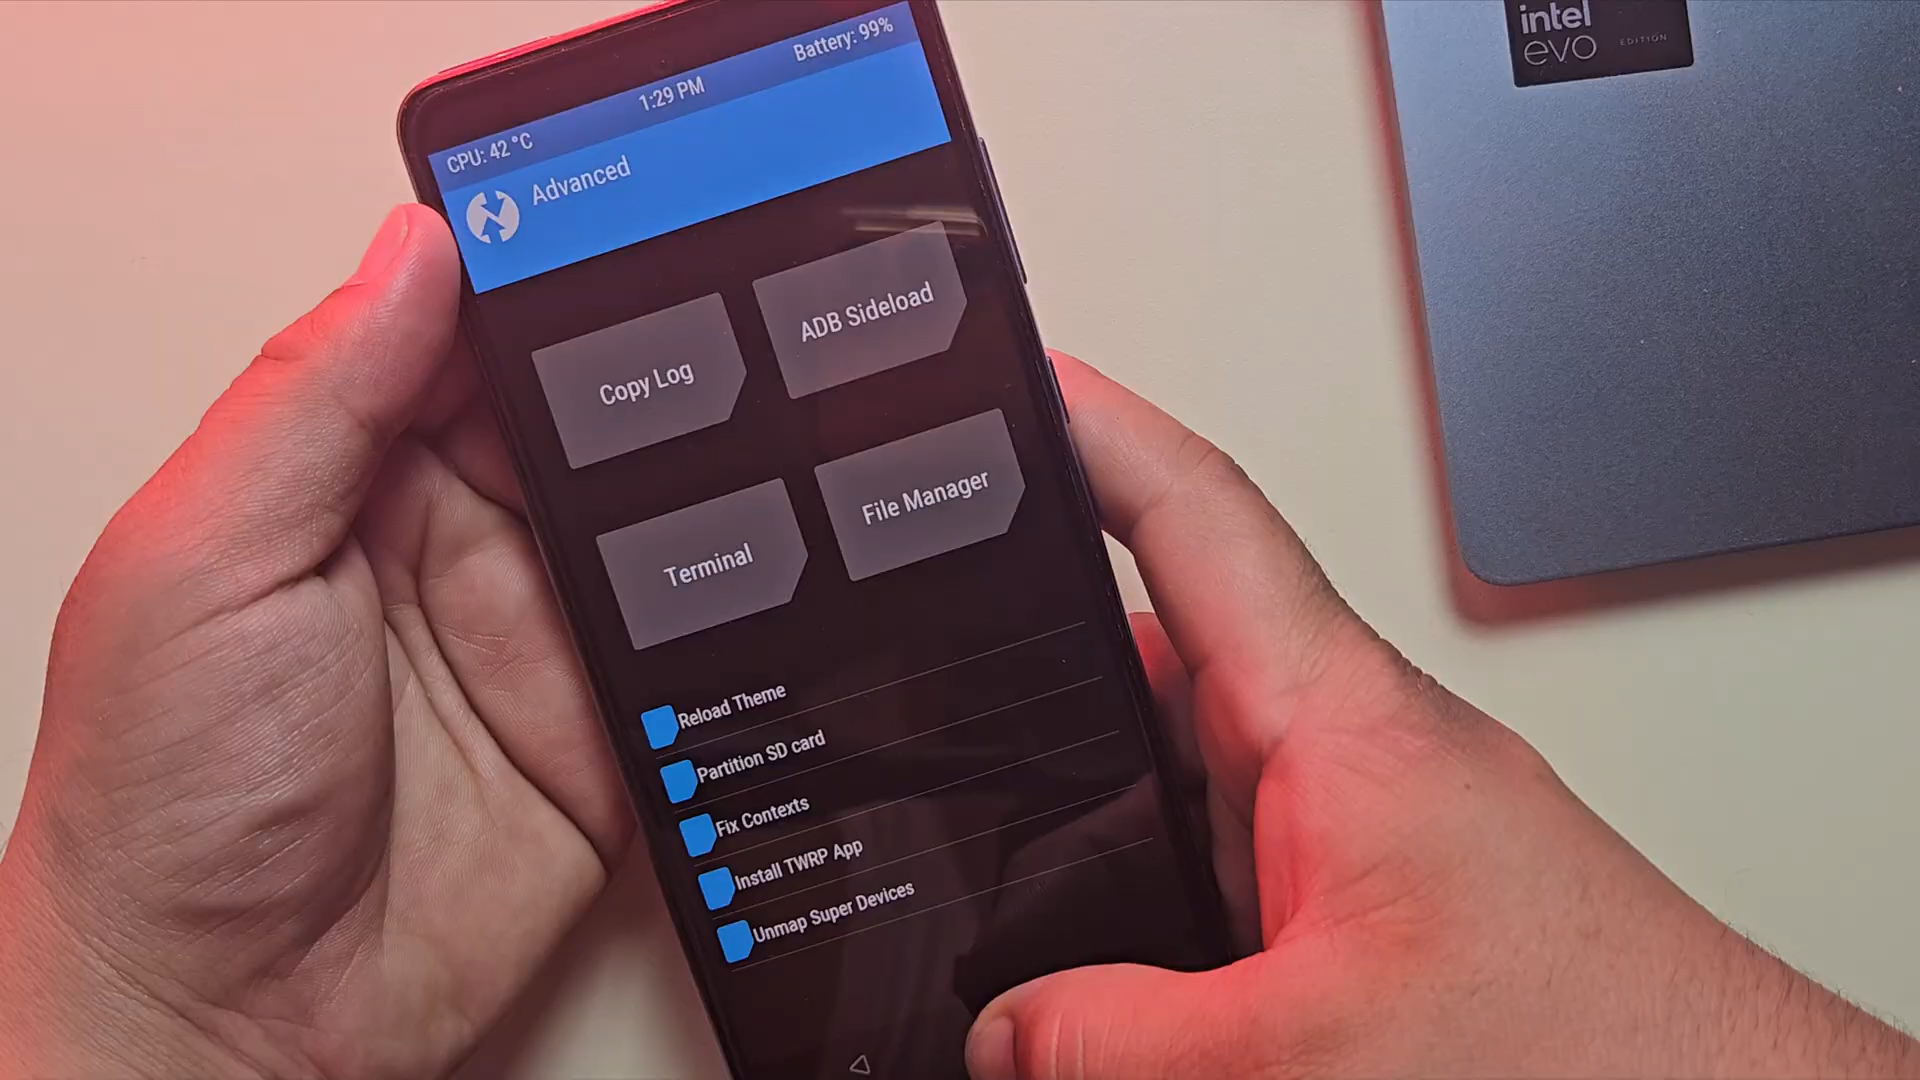 CPU: 42 °C
1:29 PM
Battery: 99%
Advanced
Copy Log
ADB Sideload
Terminal
File Manager
Reload Theme
Partition SD card
Fix Contexts
Install TWRP App
Unmap Super Devices
intel
evo EDITION